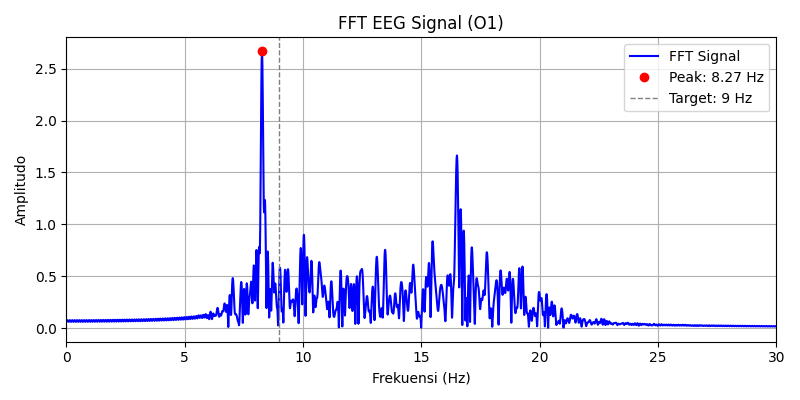 FFT EEG Signal (O1)
FFT Signal
Peak: 8.27 Hz
Target: 9 Hz
Amplitudo
2.5
2.0
1.5
1.0
0.5
0.0
0 5 10 15 20 25 30
Frekuensi (Hz)